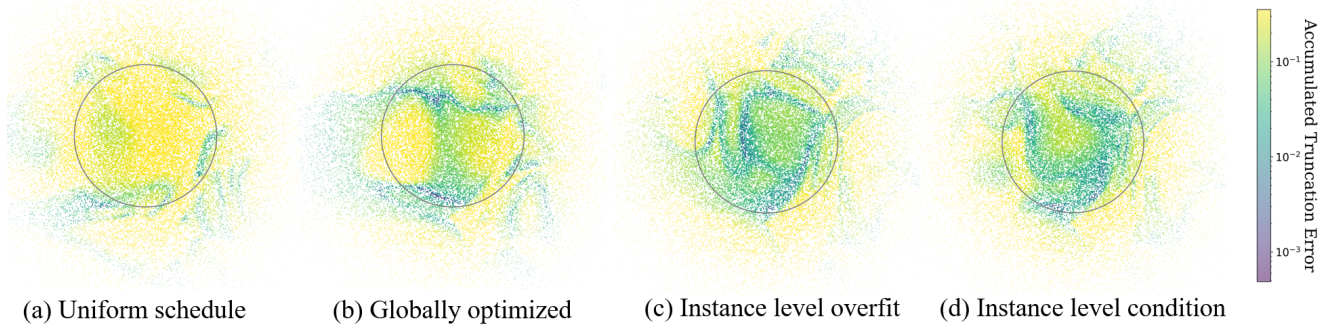 10⁻¹
10⁻²
10⁻³
Accumulated Truncation Error
(a) Uniform schedule
(b) Globally optimized
(c) Instance level overfit
(d) Instance level condition